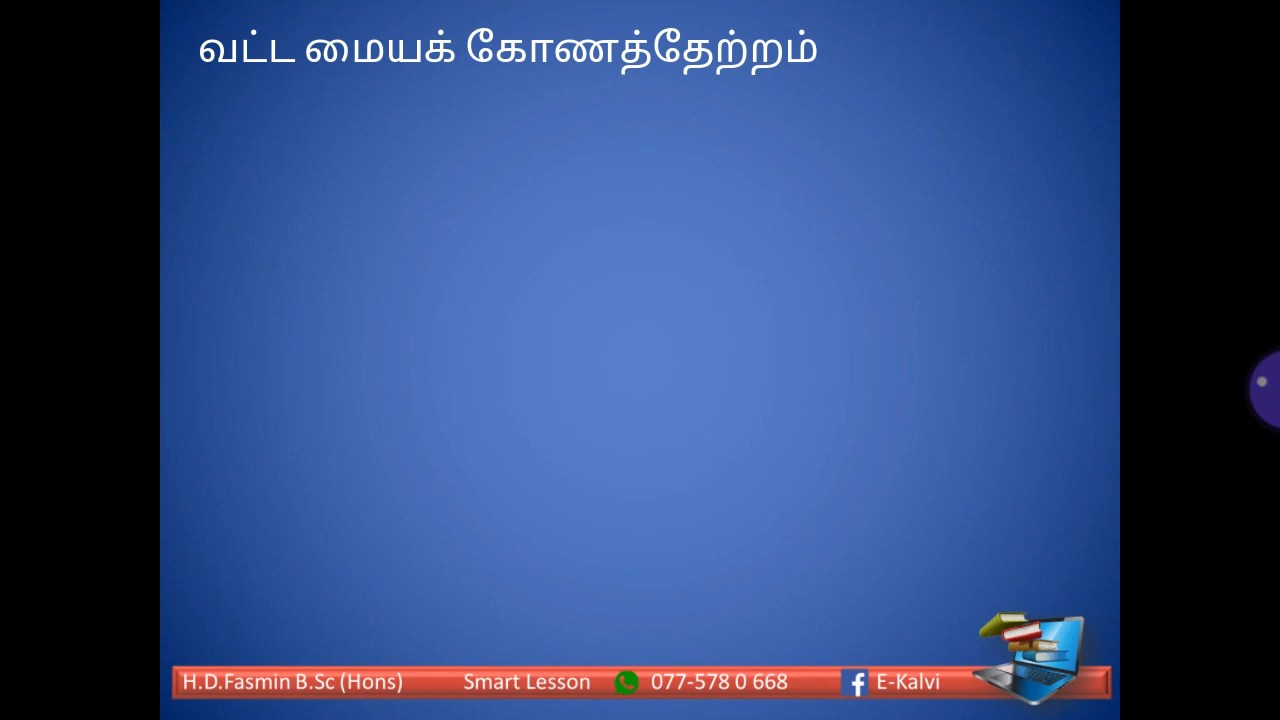 வட்ட மையக் கோணத்தேற்றம்
H.D.Fasmin B.Sc (Hons) Smart Lesson 077-578 0 668 E-Kalvi